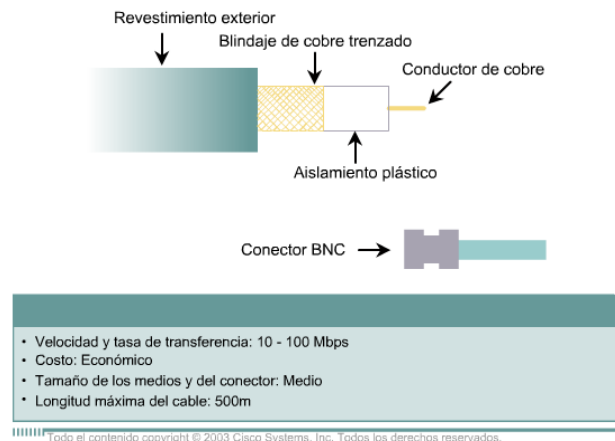 Revestimiento exterior
Blindaje de cobre trenzado
Conductor de cobre
Aislamiento plástico
Conector BNC
• Velocidad y tasa de transferencia: 10 - 100 Mbps
• Costo: Económico
• Tamaño de los medios y del conector: Medio
• Longitud máxima del cable: 500m
Todo el contenido copyright © 2003 Cisco Systems, Inc. Todos los derechos reservados.